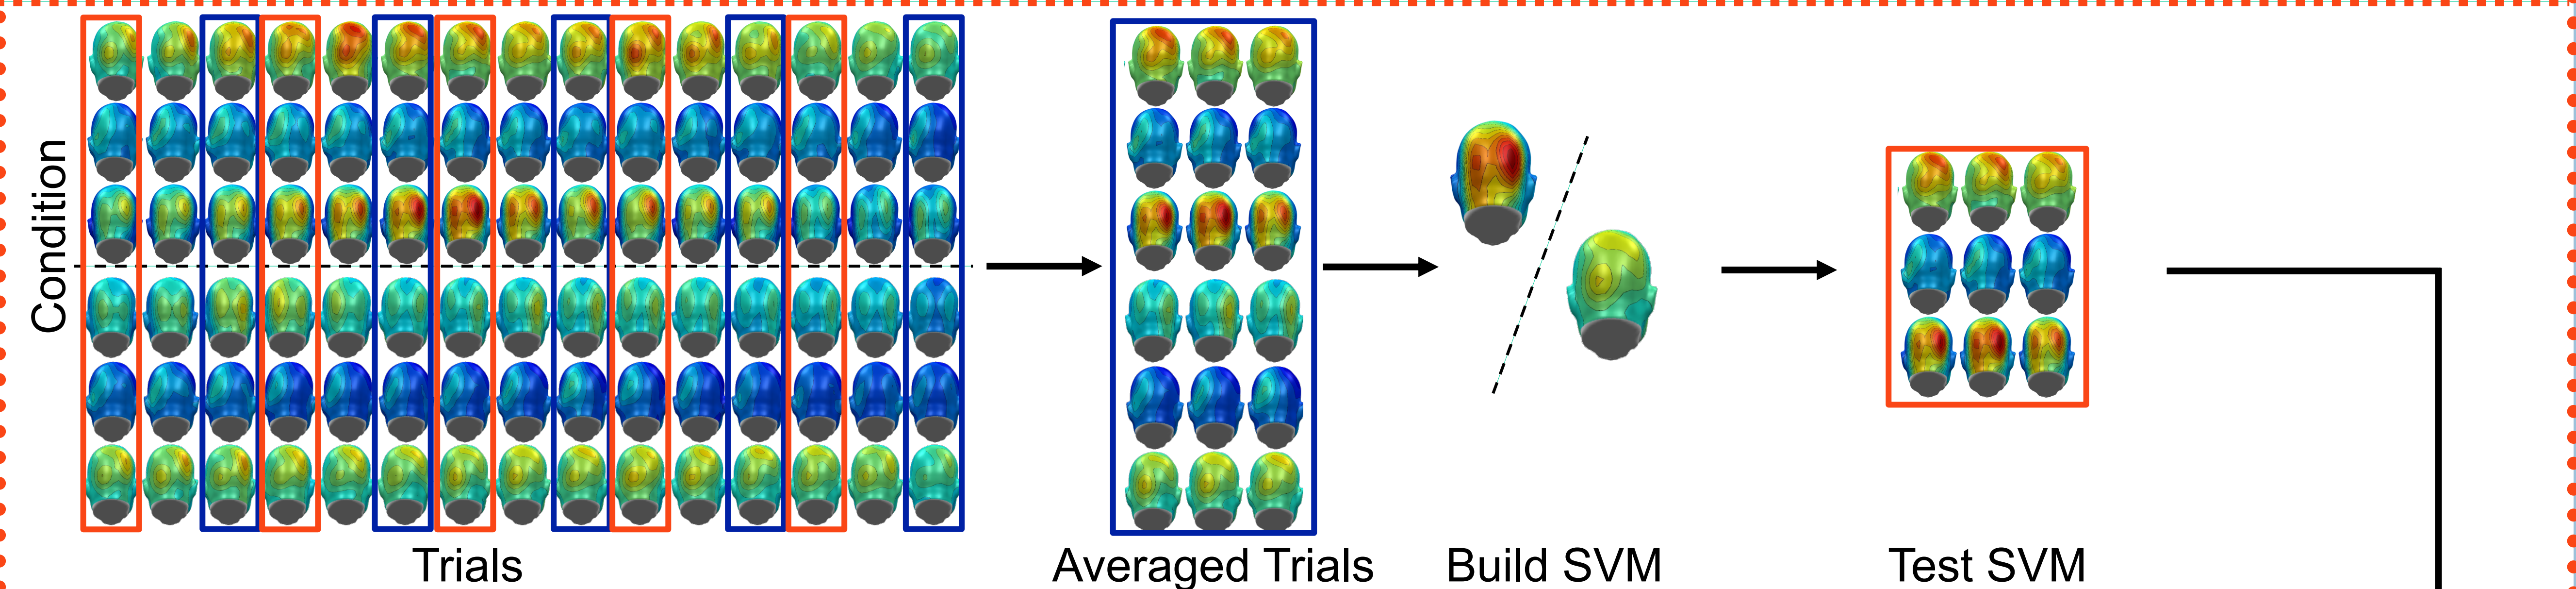 Condition
Trials
Averaged Trials
Build SVM
Test SVM